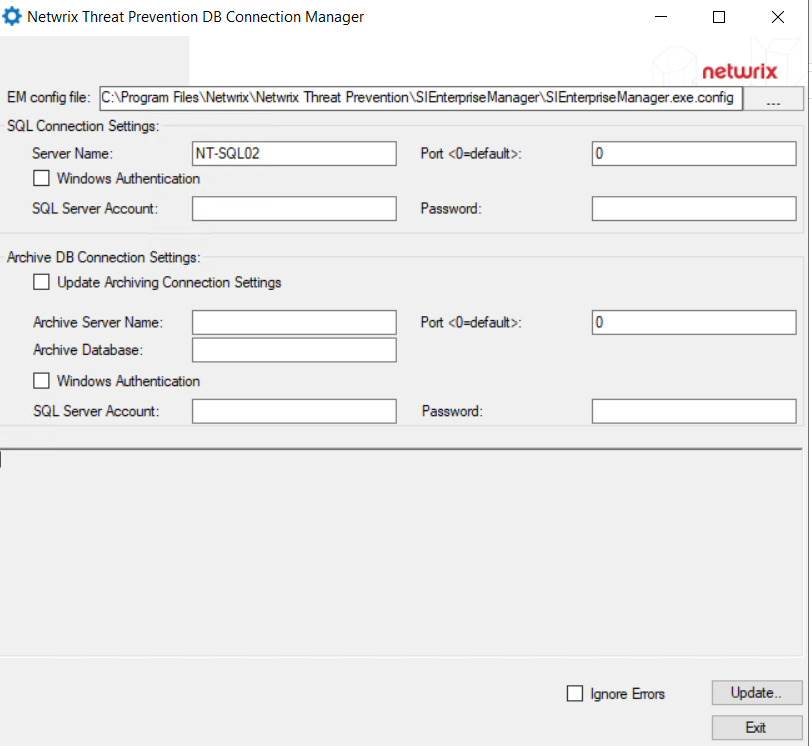 Netwrix Threat Prevention DB Connection Manager
netwrix
EM config file: C:\Program Files\Netwrix\Netwrix Threat Prevention\SIEnterpriseManager\SIEnterpriseManager.exe.config ...
SQL Connection Settings:
Server Name: NT-SQL02 Port <0=default>: 0
Windows Authentication
SQL Server Account: Password:
Archive DB Connection Settings:
Update Archiving Connection Settings
Archive Server Name: Port <0=default>: 0
Archive Database:
Windows Authentication
SQL Server Account: Password:
Ignore Errors Update..
Exit